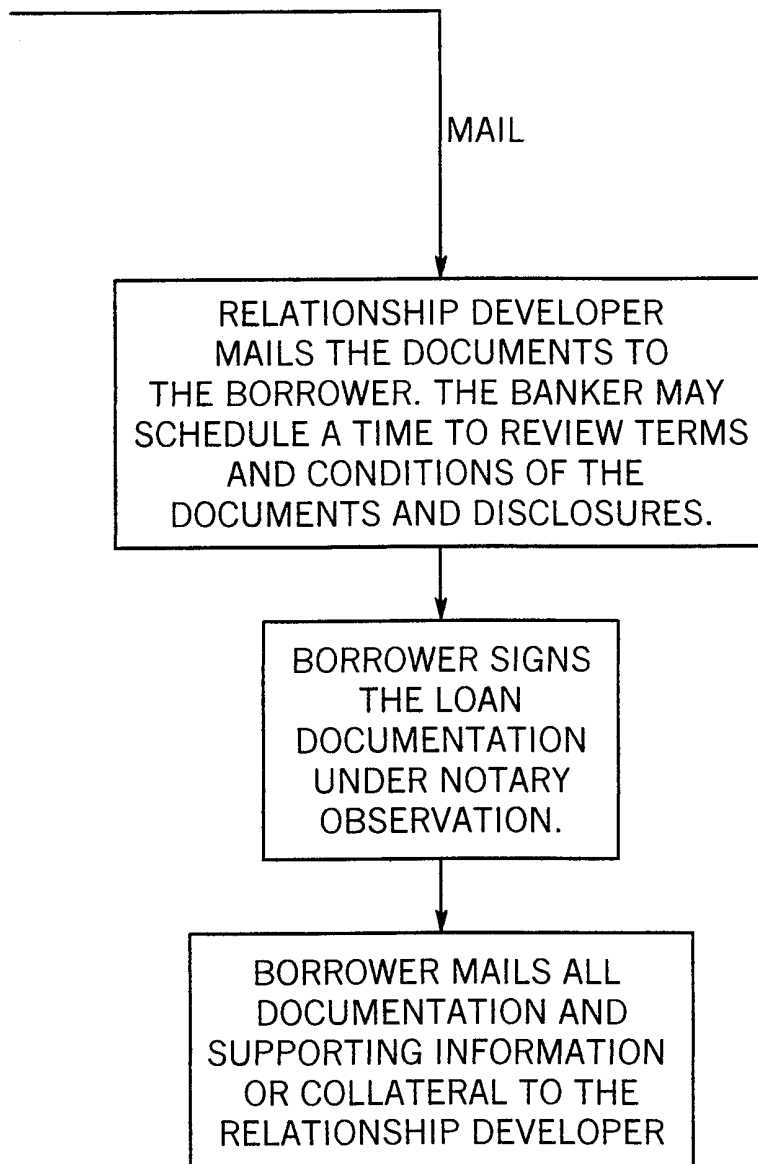 MAIL
RELATIONSHIP DEVELOPER
MAILS THE DOCUMENTS TO
THE BORROWER. THE BANKER MAY
SCHEDULE A TIME TO REVIEW TERMS
AND CONDITIONS OF THE
DOCUMENTS AND DISCLOSURES.
BORROWER SIGNS
THE LOAN
DOCUMENTATION
UNDER NOTARY
OBSERVATION.
BORROWER MAILS ALL
DOCUMENTATION AND
SUPPORTING INFORMATION
OR COLLATERAL TO THE
RELATIONSHIP DEVELOPER